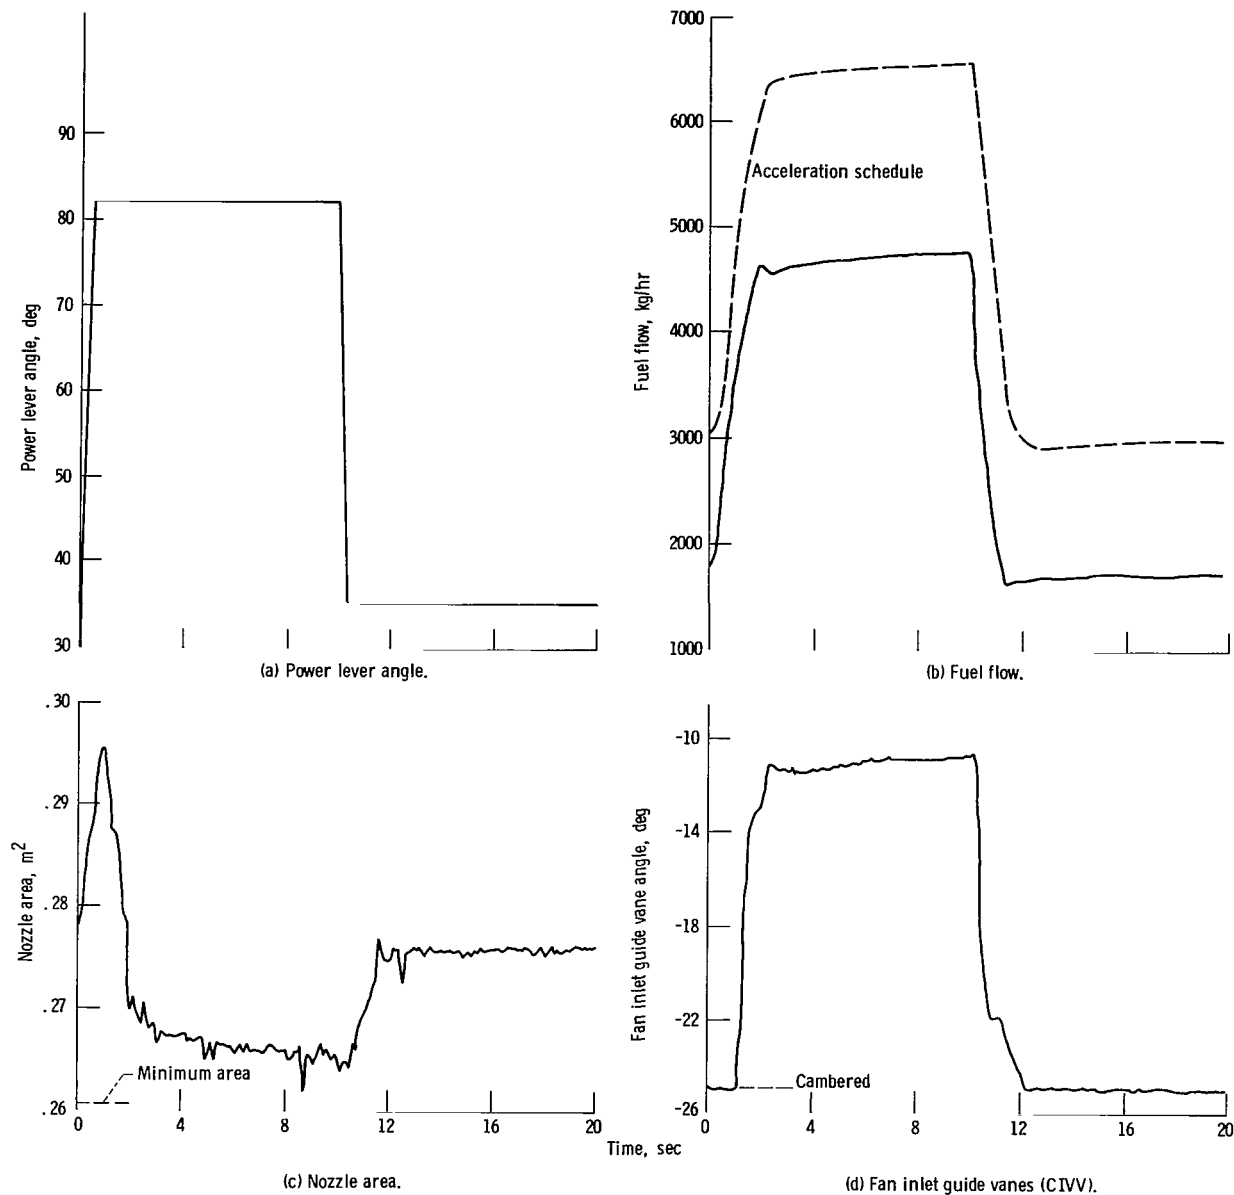 90
80
70
60
50
40
30
Power lever angle, deg
(a) Power lever angle.
7000
6000
5000
4000
3000
2000
1000
Fuel flow, kg/hr
Acceleration schedule
(b) Fuel flow.
.30
.29
.28
.27
.26
Nozzle area, m²
Minimum area
0 4 8 12 16 20
(c) Nozzle area.
-10
-14
-18
-22
-26
Fan inlet guide vane angle, deg
Cambered
0 4 8 12 16 20
Time, sec
(d) Fan inlet guide vanes (CIVV).